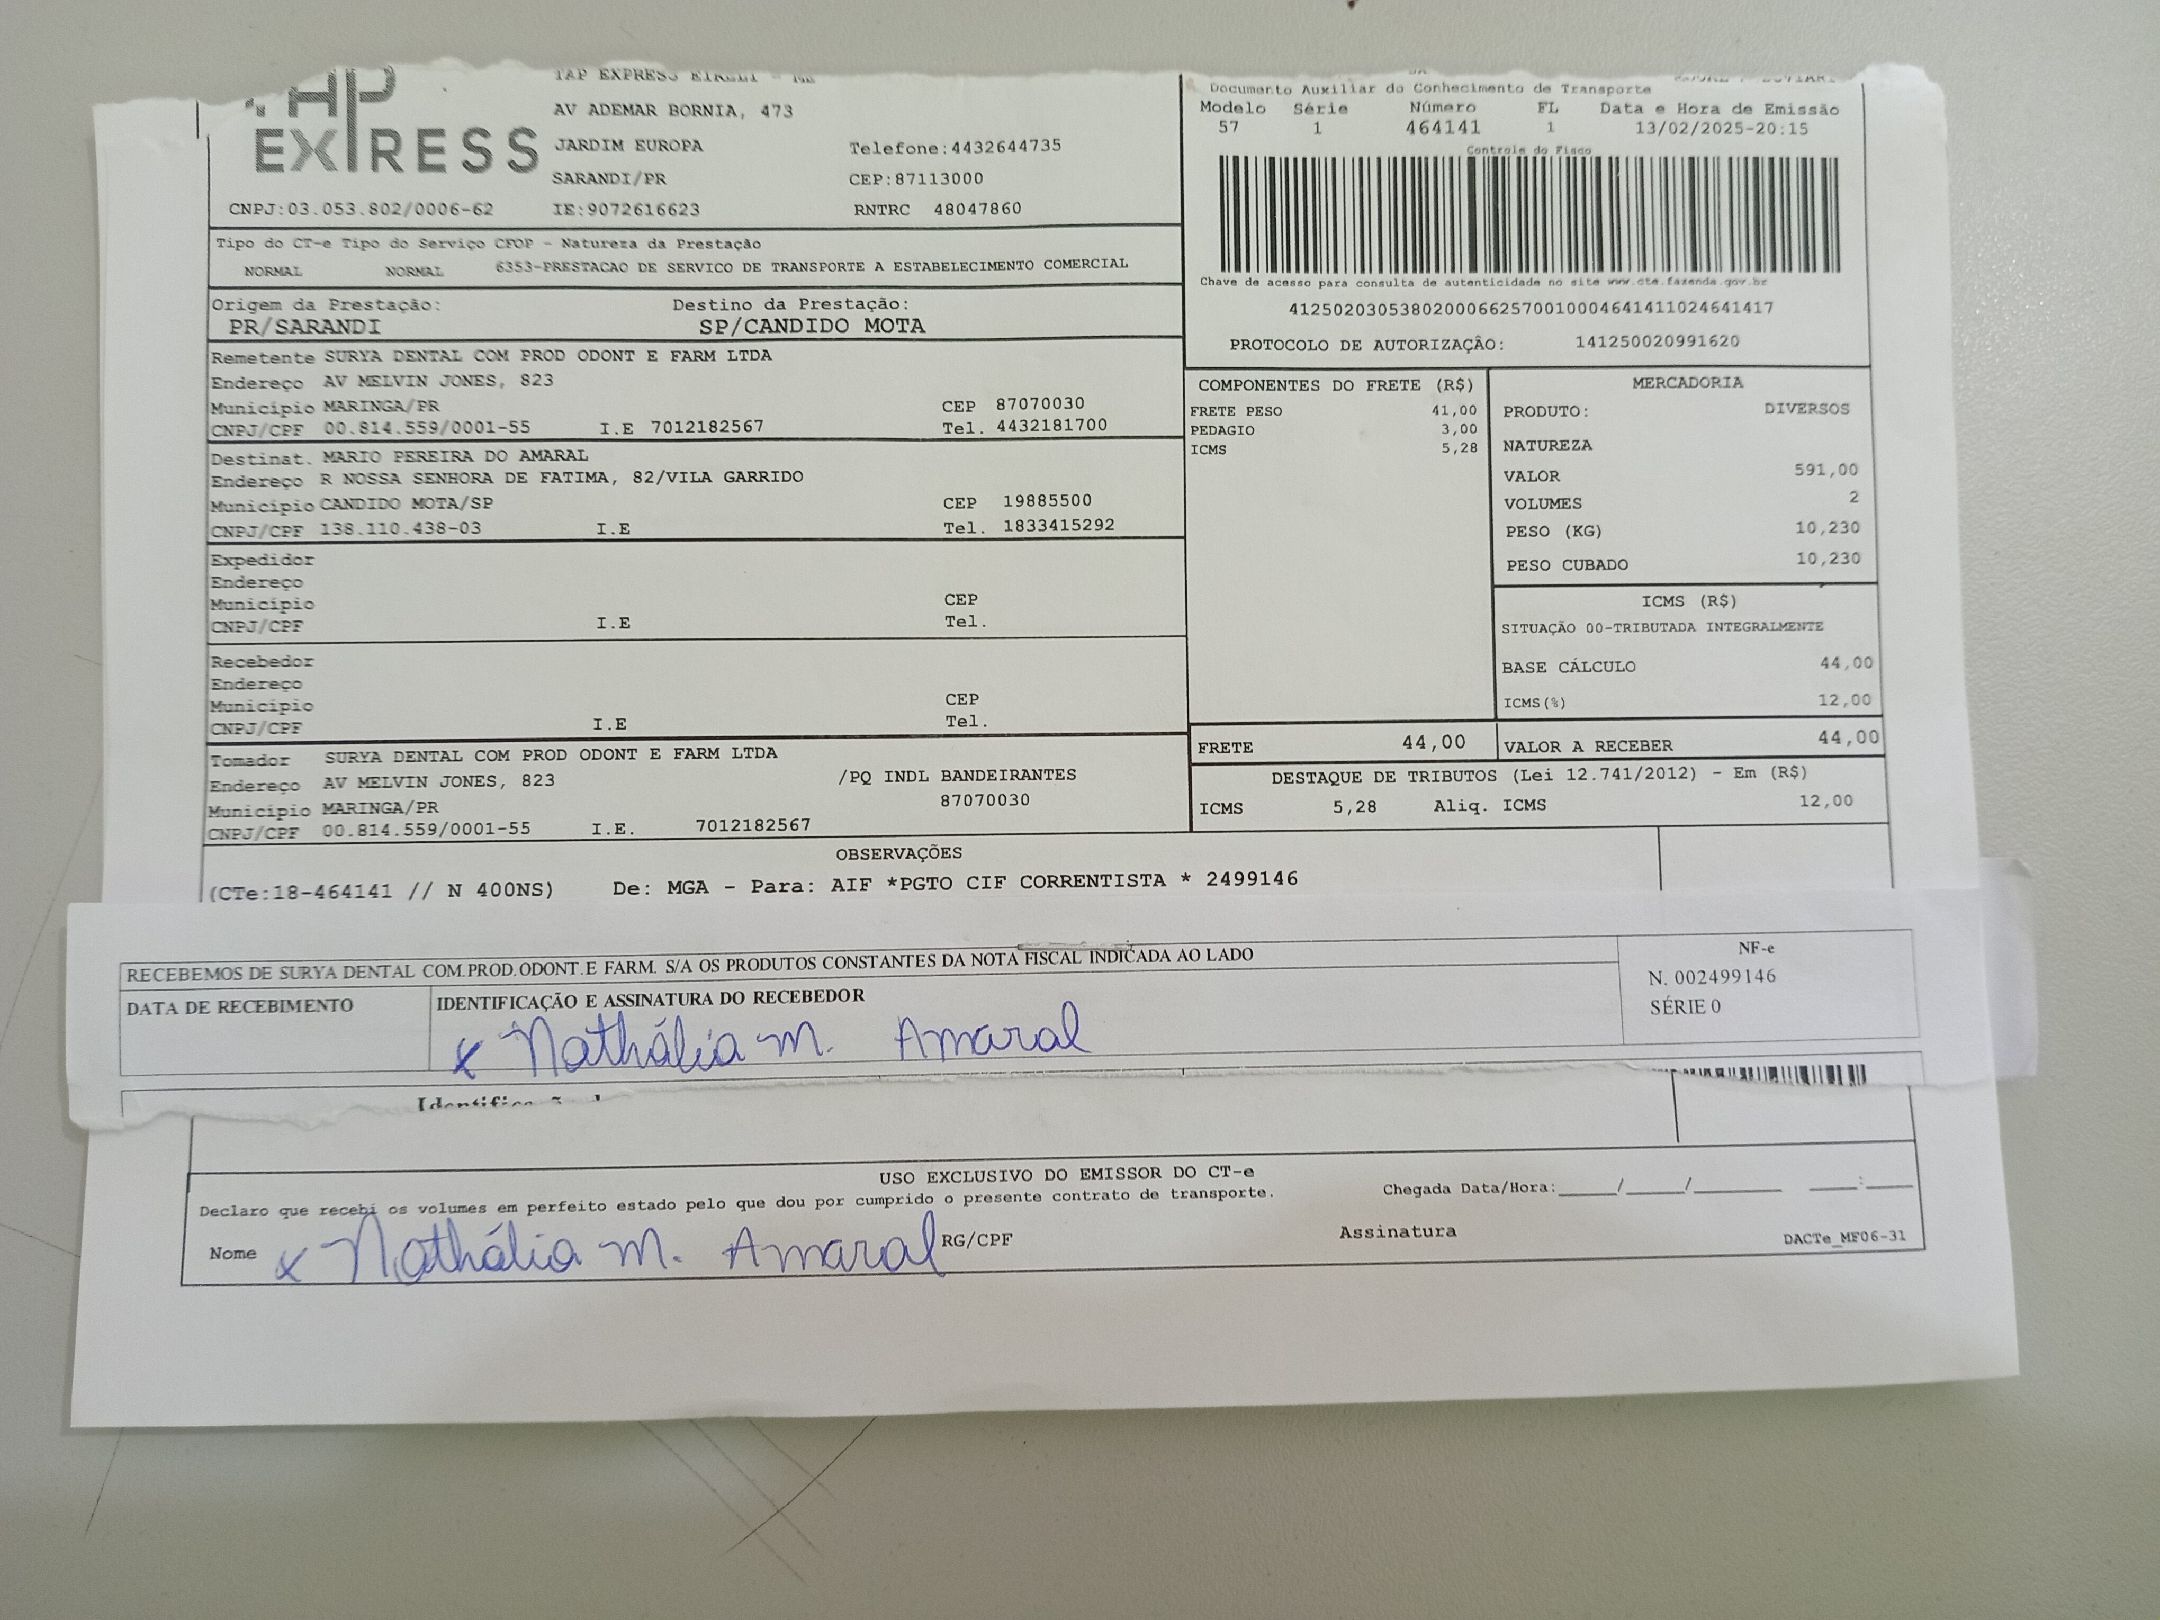 TAP EXPRESS EIRELI - ME
TAP
EXPRESS
AV ADEMAR BORNIA, 473
JARDIM EUROPA Telefone:4432644735
SARANDI/PR CEP:87113000
CNPJ:03.053.802/0006-62 IE:9072616623 RNTRC 48047860
Documento Auxiliar do Conhecimento de Transporte
Modelo Série Número FL Data e Hora de Emissão
57 1 464141 1 13/02/2025-20:15
Controle do Fisco
Chave de acesso para consulta de autenticidade no site www.cte.fazenda.gov.br
41250203053802000662570010004641411024641417
PROTOCOLO DE AUTORIZAÇÃO: 141250020991620
Tipo do CT-e Tipo do Serviço CFOP - Natureza da Prestação
NORMAL NORMAL 6353-PRESTACAO DE SERVICO DE TRANSPORTE A ESTABELECIMENTO COMERCIAL
Origem da Prestação: Destino da Prestação:
PR/SARANDI SP/CANDIDO MOTA
Remetente SURYA DENTAL COM PROD ODONT E FARM LTDA
Endereço AV MELVIN JONES, 823
Município MARINGA/PR CEP 87070030
CNPJ/CPF 00.814.559/0001-55 I.E 7012182567 Tel. 4432181700
Destinat. MARIO PEREIRA DO AMARAL
Endereço R NOSSA SENHORA DE FATIMA, 82/VILA GARRIDO
Município CANDIDO MOTA/SP CEP 19885500
CNPJ/CPF 138.110.438-03 I.E Tel. 1833415292
Expedidor
Endereço
Município CEP
CNPJ/CPF I.E Tel.
Recebedor
Endereço
Município CEP
CNPJ/CPF I.E Tel.
Tomador SURYA DENTAL COM PROD ODONT E FARM LTDA
Endereço AV MELVIN JONES, 823 /PQ INDL BANDEIRANTES
Município MARINGA/PR 87070030
CNPJ/CPF 00.814.559/0001-55 I.E. 7012182567
COMPONENTES DO FRETE (R$)
FRETE PESO 41,00
PEDAGIO 3,00
ICMS 5,28
MERCADORIA
PRODUTO: DIVERSOS
NATUREZA
VALOR 591,00
VOLUMES 2
PESO (KG) 10,230
PESO CUBADO 10,230
ICMS (R$)
SITUAÇÃO 00-TRIBUTADA INTEGRALMENTE
BASE CÁLCULO 44,00
ICMS(%) 12,00
FRETE 44,00 VALOR A RECEBER 44,00
DESTAQUE DE TRIBUTOS (Lei 12.741/2012) - Em (R$)
ICMS 5,28 Aliq. ICMS 12,00
OBSERVAÇÕES
(CTe:18-464141 // N 400NS) De: MGA - Para: AIF *PGTO CIF CORRENTISTA * 2499146
RECEBEMOS DE SURYA DENTAL COM.PROD.ODONT.E FARM. S/A OS PRODUTOS CONSTANTES DA NOTA FISCAL INDICADA AO LADO
NF-e
N. 002499146
SÉRIE 0
DATA DE RECEBIMENTO IDENTIFICAÇÃO E ASSINATURA DO RECEBEDOR
x Nathália M. Amaral
USO EXCLUSIVO DO EMISSOR DO CT-e
Declaro que recebi os volumes em perfeito estado pelo que dou por cumprido o presente contrato de transporte. Chegada Data/Hora:_____/_____/________ ____:____
Nome x Nathália M. Amaral RG/CPF Assinatura DACTe_MF06-31